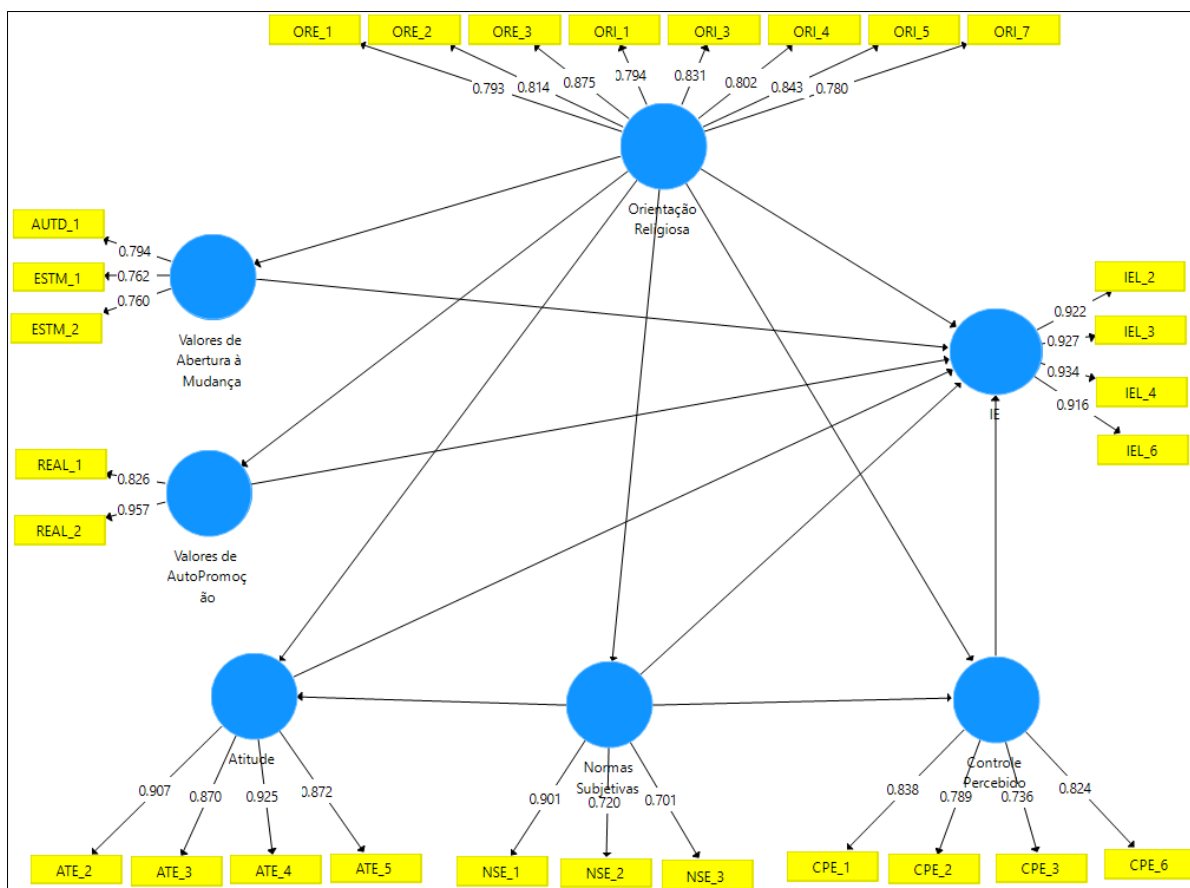 ORE_1
ORE_2
ORE_3
ORI_1
ORI_3
ORI_4
ORI_5
ORI_7
0.793
0.814
0.875
0.794
0.831
0.802
0.843
0.780
Orientação
Religiosa
AUTD_1
ESTM_1
ESTM_2
0.794
0.762
0.760
Valores de
Abertura à
Mudança
IEL_2
IEL_3
IEL_4
IEL_6
0.922
0.927
0.934
0.916
IE
REAL_1
REAL_2
0.826
0.957
Valores de
AutoPromoç
ão
Atitude
0.907
0.870
0.925
0.872
ATE_2
ATE_3
ATE_4
ATE_5
Normas
Subjetivas
0.901
0.720
0.701
NSE_1
NSE_2
NSE_3
Controle
Percebido
0.838
0.789
0.736
0.824
CPE_1
CPE_2
CPE_3
CPE_6